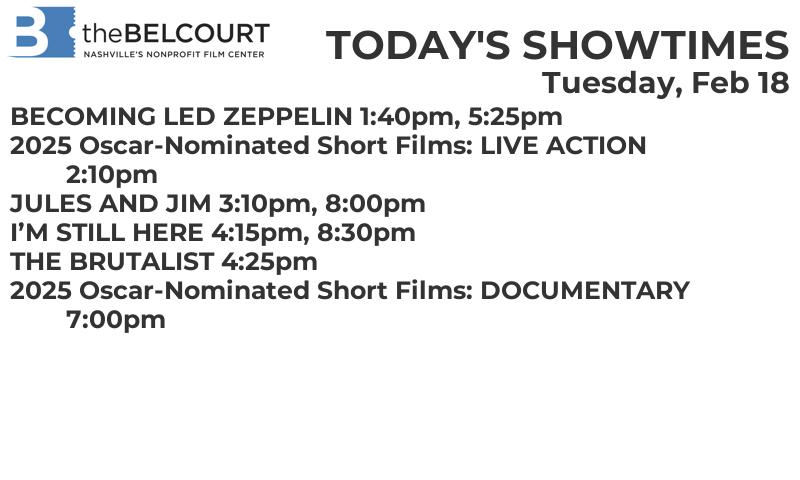 B theBELCOURT
NASHVILLE'S NONPROFIT FILM CENTER
TODAY'S SHOWTIMES
Tuesday, Feb 18
BECOMING LED ZEPPELIN 1:40pm, 5:25pm
2025 Oscar-Nominated Short Films: LIVE ACTION
2:10pm
JULES AND JIM 3:10pm, 8:00pm
I’M STILL HERE 4:15pm, 8:30pm
THE BRUTALIST 4:25pm
2025 Oscar-Nominated Short Films: DOCUMENTARY
7:00pm